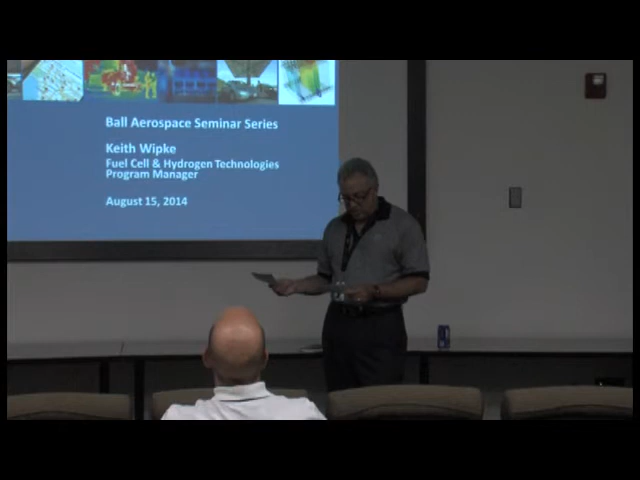 Ball Aerospace Seminar Series
Keith Wipke
Fuel Cell & Hydrogen Technologies
Program Manager
August 15, 2014